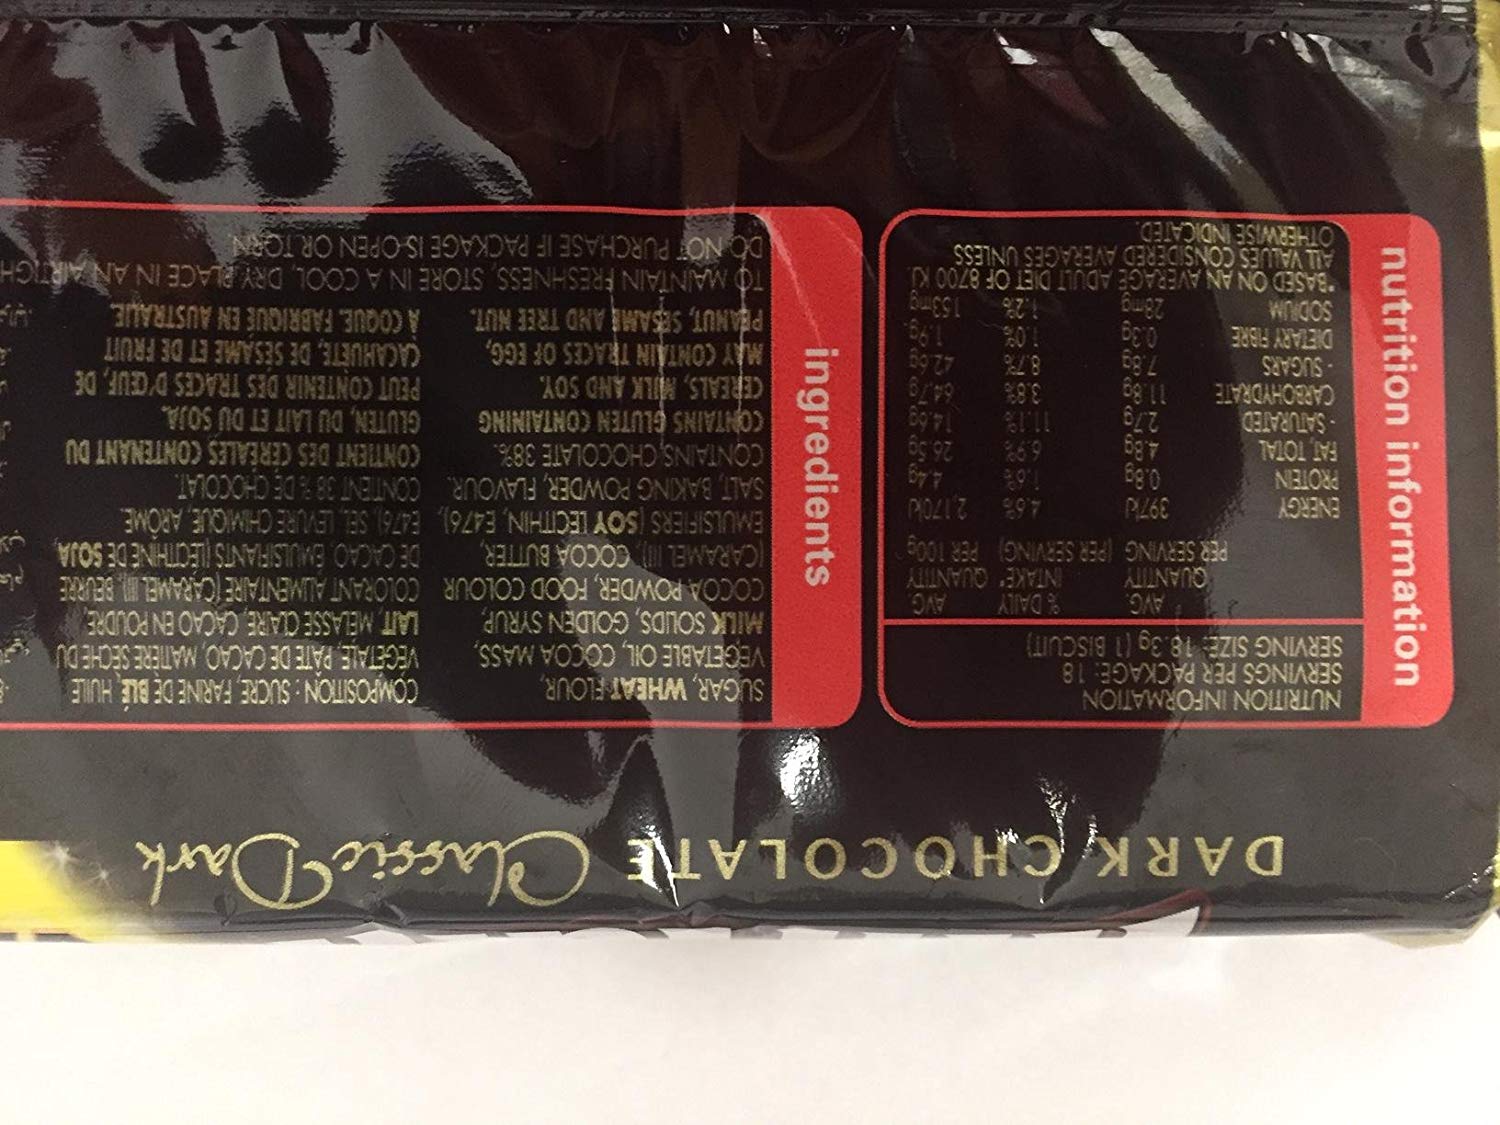 DARK CHOCOLATE Classic Dark
nutrition information
NUTRITION INFORMATION
SERVINGS PER PACKAGE: 18
SERVING SIZE: 18.3g (1 BISCUIT)
AVG. % DAILY AVG.
QUANTITY INTAKE* QUANTITY
PER SERVING (PER SERVING) PER 100g
ENERGY 397kJ 4.6% 2170kJ
PROTEIN 0.8g 1.6% 4.4g
FAT, TOTAL 4.8g 6.9% 26.5g
- SATURATED 2.7g 11.1% 14.6g
CARBOHYDRATE 11.8g 3.8% 64.7g
- SUGARS 7.8g 8.7% 42.6g
DIETARY FIBRE 0.3g 1.0% 1.9g
SODIUM 28mg 1.2% 153mg
*BASED ON AN AVERAGE ADULT DIET OF 8700 KJ.
ALL VALUES CONSIDERED AVERAGES UNLESS
OTHERWISE INDICATED.
ingredients
SUGAR, WHEAT FLOUR,
VEGETABLE OIL, COCOA MASS,
MILK SOLIDS, GOLDEN SYRUP,
COCOA POWDER, FOOD COLOUR
(CARAMEL III), COCOA BUTTER,
EMULSIFIERS (SOY LECITHIN, E476),
SALT, BAKING POWDER, FLAVOUR.
CONTAINS CHOCOLATE 38%.
CONTAINS GLUTEN CONTAINING
CEREALS, MILK AND SOY.
MAY CONTAIN TRACES OF EGG,
PEANUT, SESAME AND TREE NUT.
TO MAINTAIN FRESHNESS, STORE IN A COOL, DRY PLACE IN AN
DO NOT PURCHASE IF PACKAGE IS OPEN OR TORN.
COMPOSITION : SUCRE, FARINE DE BLÉ, HUILE
VEGETALE, PATE DE CACAO, MATIERE SECHE DU
LAIT, MELASSE CLAIRE, CACAO EN POUDRE
COLORANT ALIMENTAIRE (CARAMEL III), BEURRE
DE CACAO, EMULSIFIANTS (LECITHINE DE SOJA
E476), SEL, LEVURE CHIMIQUE, ARÔME.
CONTIENT 38 % DE CHOCOLAT.
CONTIENT DES CÉRÉALES CONTENANT DU
GLUTEN, DU LAIT ET DU SOJA.
PEUT CONTENIR DES TRACES D'ŒUF, DE
CACAHUÈTE, DE SÉSAME ET DE FRUIT
À COQUE. FABRIQUÉ EN AUSTRALIE.